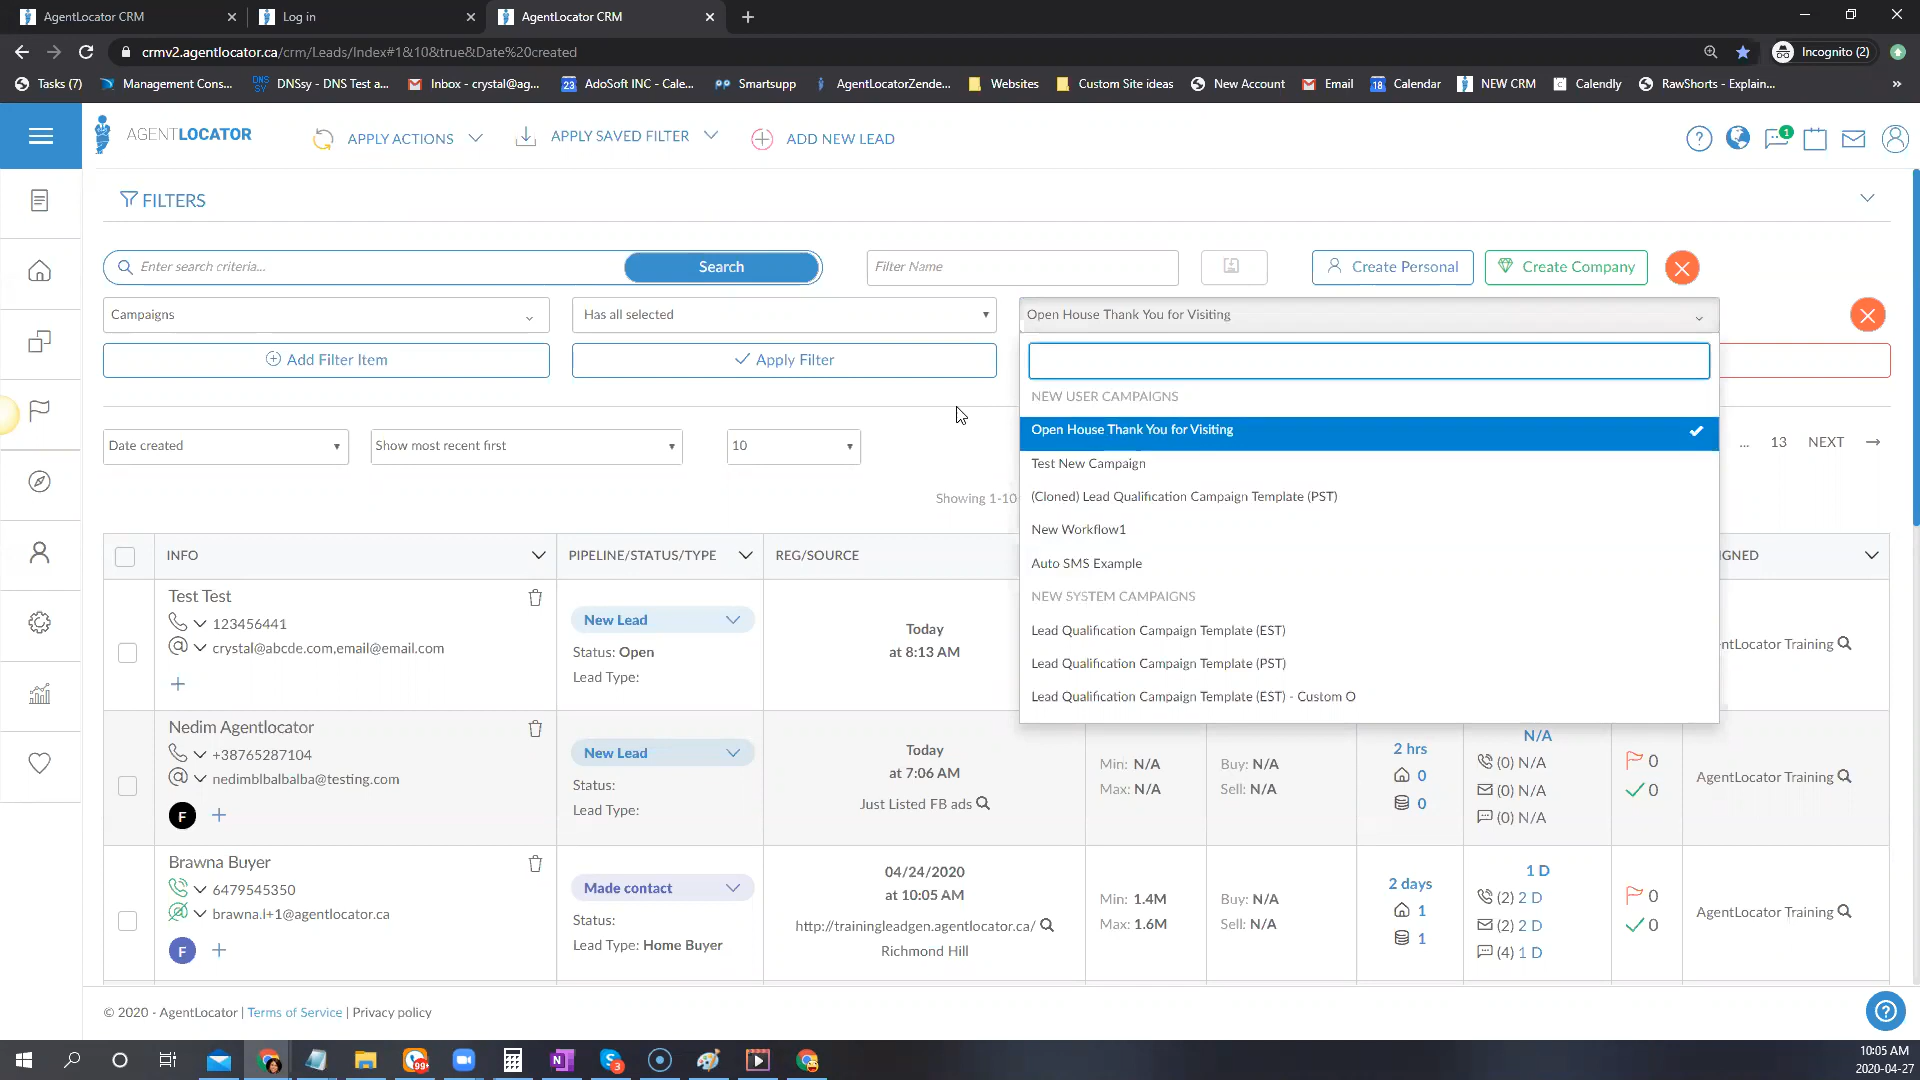 AgentLocator CRM
Log in
AgentLocator CRM
crmv2.agentlocator.ca/crm/Leads/Index#1&10&true&Date%20created
Incognito (2)
Tasks (7)
Management Cons...
DNS SY
DNSsy - DNS Test a...
Inbox - crystal@ag...
23
AdoSoft INC - Cale...
Smartsupp
AgentLocatorZende...
Websites
Custom Site ideas
New Account
Email
18
Calendar
NEW CRM
Calendly
RawShorts - Explain...
»
AGENTLOCATOR
APPLY ACTIONS
APPLY SAVED FILTER
ADD NEW LEAD
1
FILTERS
Enter search criteria...
Search
Filter Name
Create Personal
Create Company
Campaigns
Has all selected
Open House Thank You for Visiting
Add Filter Item
Apply Filter
NEW USER CAMPAIGNS
Open House Thank You for Visiting
Test New Campaign
(Cloned) Lead Qualification Campaign Template (PST)
New Workflow1
Auto SMS Example
NEW SYSTEM CAMPAIGNS
Lead Qualification Campaign Template (EST)
Lead Qualification Campaign Template (PST)
Lead Qualification Campaign Template (EST) - Custom O
Date created
Show most recent first
10
... 13 NEXT
Showing 1-10
INFO
PIPELINE/STATUS/TYPE
REG/SOURCE
IGNED
Test Test
123456441
crystal@abcde.com,email@email.com
New Lead
Status: Open
Lead Type:
Today
at 8:13 AM
ntLocator Training
Nedim Agentlocator
+38765287104
nedimblbalbalba@testing.com
F
New Lead
Status:
Lead Type:
Today
at 7:06 AM
Just Listed FB ads
Min: N/A
Max: N/A
Buy: N/A
Sell: N/A
2 hrs
0
0
N/A
(0) N/A
(0) N/A
(0) N/A
0
0
AgentLocator Training
Brawna Buyer
6479545350
brawna.i+1@agentlocator.ca
F
Made contact
Status:
Lead Type: Home Buyer
04/24/2020
at 10:05 AM
http://trainingleadgen.agentlocator.ca/
Richmond Hill
Min: 1.4M
Max: 1.6M
Buy: N/A
Sell: N/A
2 days
1
1
1 D
(2) 2 D
(2) 2 D
(4) 1 D
0
0
AgentLocator Training
© 2020 - AgentLocator | Terms of Service | Privacy policy
99+
3
10:05 AM
2020-04-27